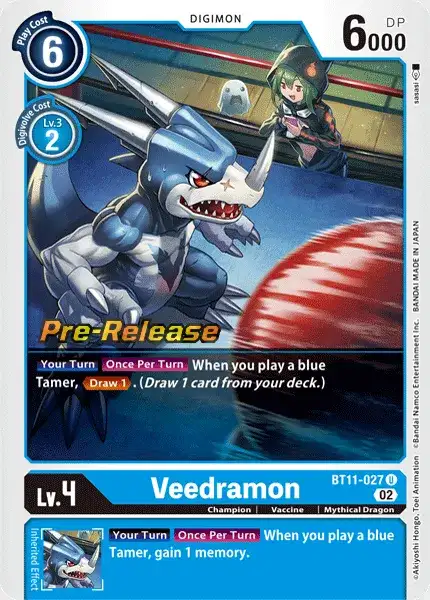 Play Cost
6
DIGIMON
6000
DP
Digivolve Cost
Lv.3
2
sasasi
Pre-Release
Your Turn Once Per Turn When you play a blue
Tamer, Draw 1. (Draw 1 card from your deck.)
Lv.4
Veedramon
BT11-027 U
02
Champion | Vaccine | Mythical Dragon
Inherited Effect
Your Turn Once Per Turn When you play a blue
Tamer, gain 1 memory.
©Akiyoshi Hongo, Toei Animation ©Bandai Namco Entertainment Inc. BANDAI MADE IN JAPAN